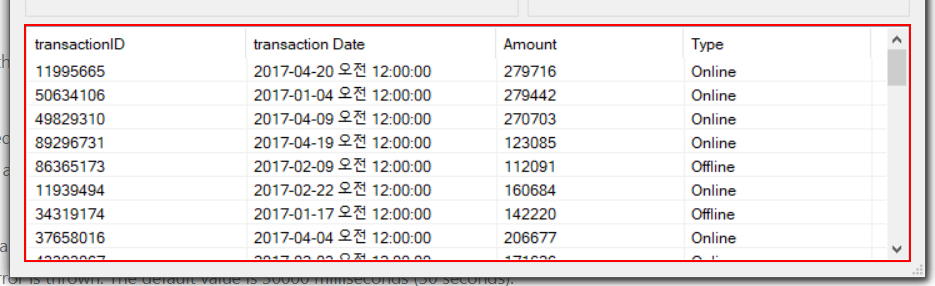 transactionID transaction Date Amount Type
11995665 2017-04-20 오전 12:00:00 279716 Online
50634106 2017-01-04 오전 12:00:00 279442 Online
49829310 2017-04-09 오전 12:00:00 270703 Online
89296731 2017-04-19 오전 12:00:00 123085 Online
86365173 2017-02-09 오전 12:00:00 112091 Offline
11939494 2017-02-22 오전 12:00:00 160684 Online
34319174 2017-01-17 오전 12:00:00 142220 Offline
37658016 2017-04-04 오전 12:00:00 206677 Online
is thrown. The default value is 30000 milliseconds (30 seconds).